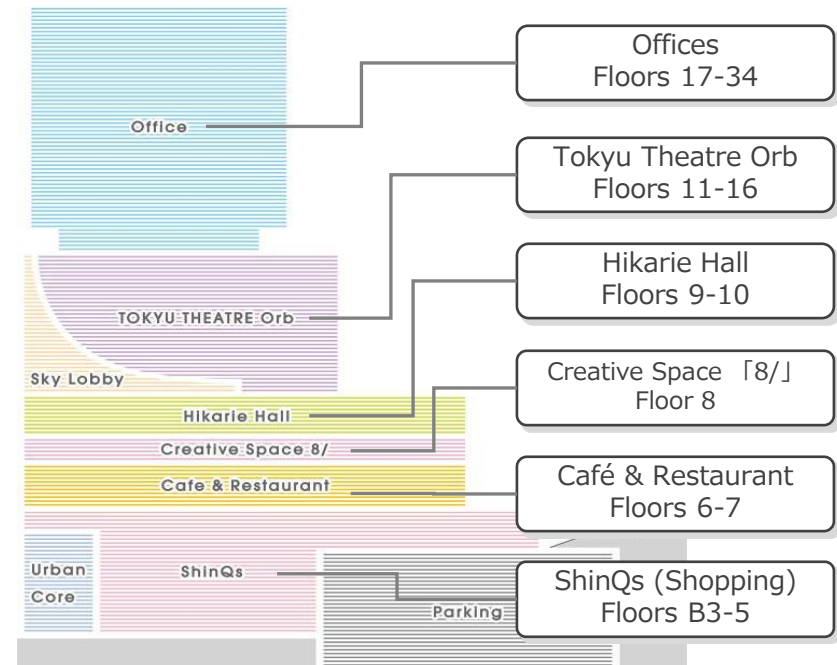 Offices
Floors 17-34
Office
Tokyu Theatre Orb
Floors 11-16
Hikarie Hall
Floors 9-10
TOKYU THEATRE Orb
Sky Lobby
Creative Space 「8/」
Floor 8
Hikarie Hall
Creative Space 8/
Cafe & Restaurant
Café & Restaurant
Floors 6-7
Urban
Core
ShinQs
Parking
ShinQs (Shopping)
Floors B3-5